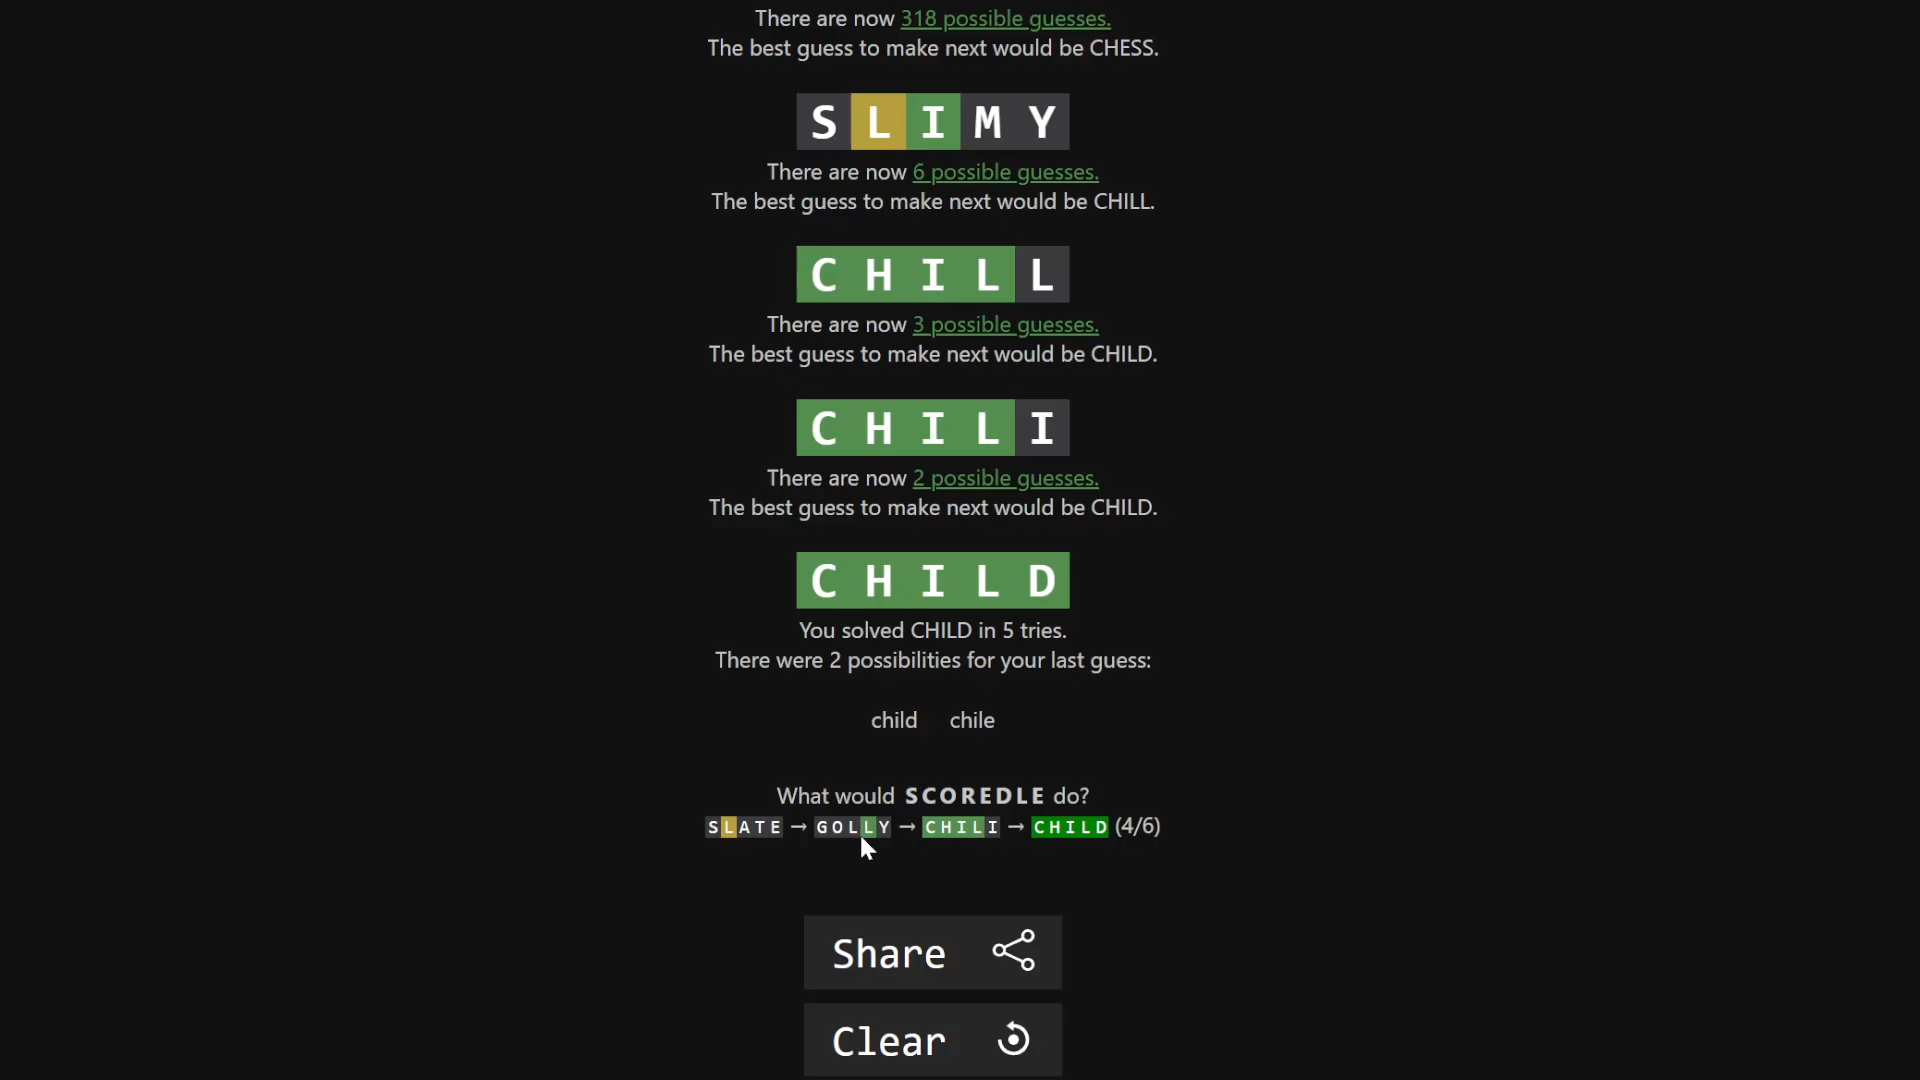 There are now 318 possible guesses.
The best guess to make next would be CHESS.
SLIMY
There are now 6 possible guesses.
The best guess to make next would be CHILL.
CHILL
There are now 3 possible guesses.
The best guess to make next would be CHILD.
CHILI
There are now 2 possible guesses.
The best guess to make next would be CHILD.
CHILD
You solved CHILD in 5 tries.
There were 2 possibilities for your last guess:
child chile
What would SCOREDLE do?
SLATE → GOLLY → CHILI → CHILD (4/6)
Share
Clear